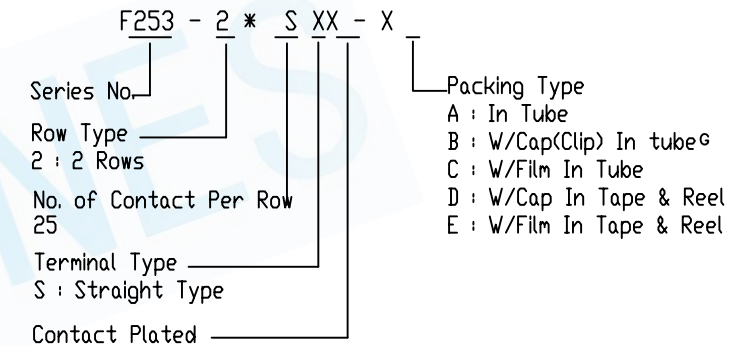 F253 - 2 * _S XX_ - X _
Series No.
Row Type
2 : 2 Rows
No. of Contact Per Row
25
Terminal Type
S : Straight Type
Contact Plated
Packing Type
A : In Tube
B : W/Cap(Clip) In tube G
C : W/Film In Tube
D : W/Cap In Tape & Reel
E : W/Film In Tape & Reel